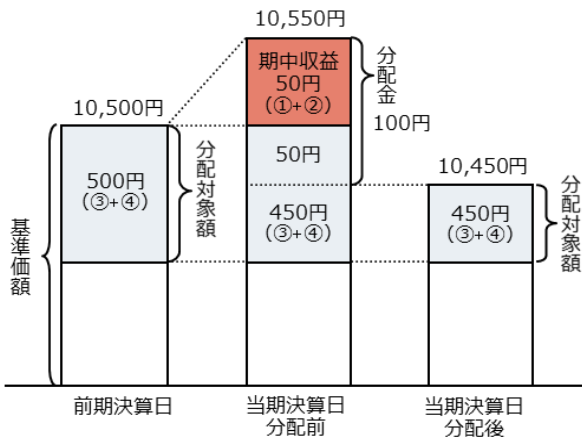 10,550円
期中収益
50円
(①+②)
分配金
100円
10,500円
500円
(③+④)
分配対象額
50円
450円
(③+④)
10,450円
450円
(③+④)
分配対象額
基準価額
前期決算日
当期決算日
分配前
当期決算日
分配後